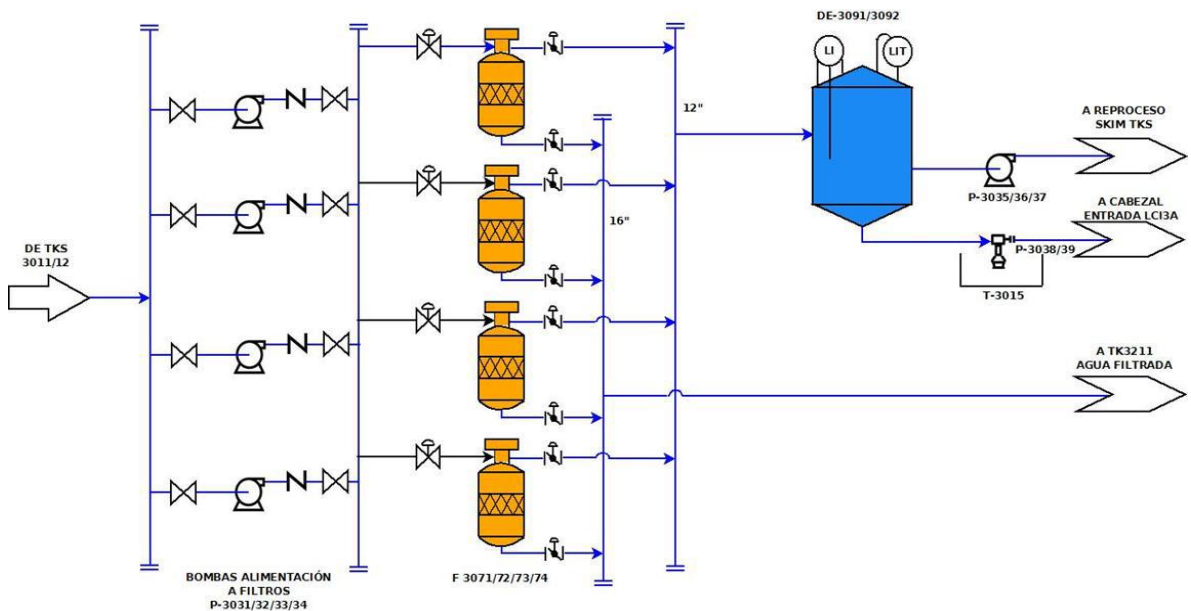 DE-3091/3092
LI
LIT
12"
A REPROCESO
SKIM TKS
P-3035/36/37
16"
A CABEZAL
ENTRADA LCI3A
P-3038/39
DE TKS
3011/12
T-3015
A TK3211
AGUA FILTRADA
BOMBAS ALIMENTACIÓN
A FILTROS
P-3031/32/33/34
F 3071/72/73/74